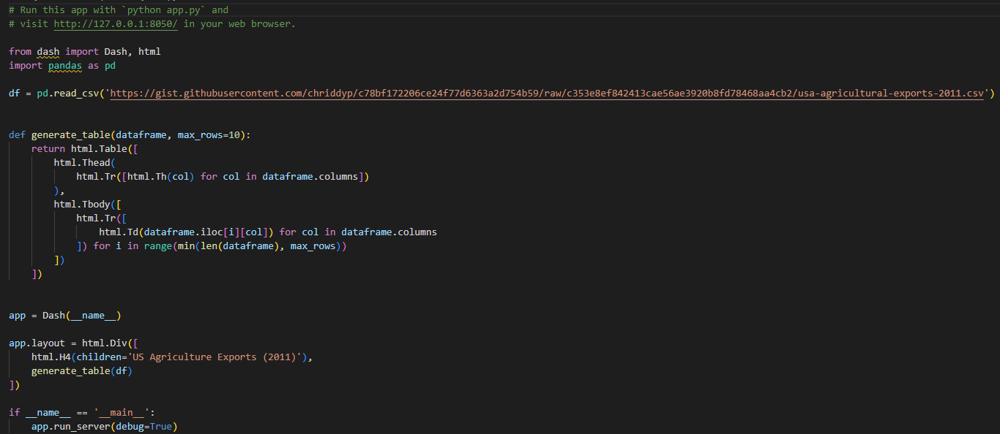 # Run this app with `python app.py` and
# visit http://127.0.0.1:8050/ in your web browser.
from dash import Dash, html
import pandas as pd
df = pd.read_csv('https://gist.githubusercontent.com/chriddyp/c78bf172206ce24f77d6363a2d754b59/raw/c353e8ef842413cae56ae3920b8fd78468aa4cb2/usa-agricultural-exports-2011.csv')
def generate_table(dataframe, max_rows=10):
    return html.Table([
        html.Thead(
            html.Tr([html.Th(col) for col in dataframe.columns])
        ),
        html.Tbody([
            html.Tr([
                html.Td(dataframe.iloc[i][col]) for col in dataframe.columns
            ]) for i in range(min(len(dataframe), max_rows))
        ])
    ])
app = Dash(__name__)
app.layout = html.Div([
    html.H4(children='US Agriculture Exports (2011)'),
    generate_table(df)
])
if __name__ == '__main__':
    app.run_server(debug=True)